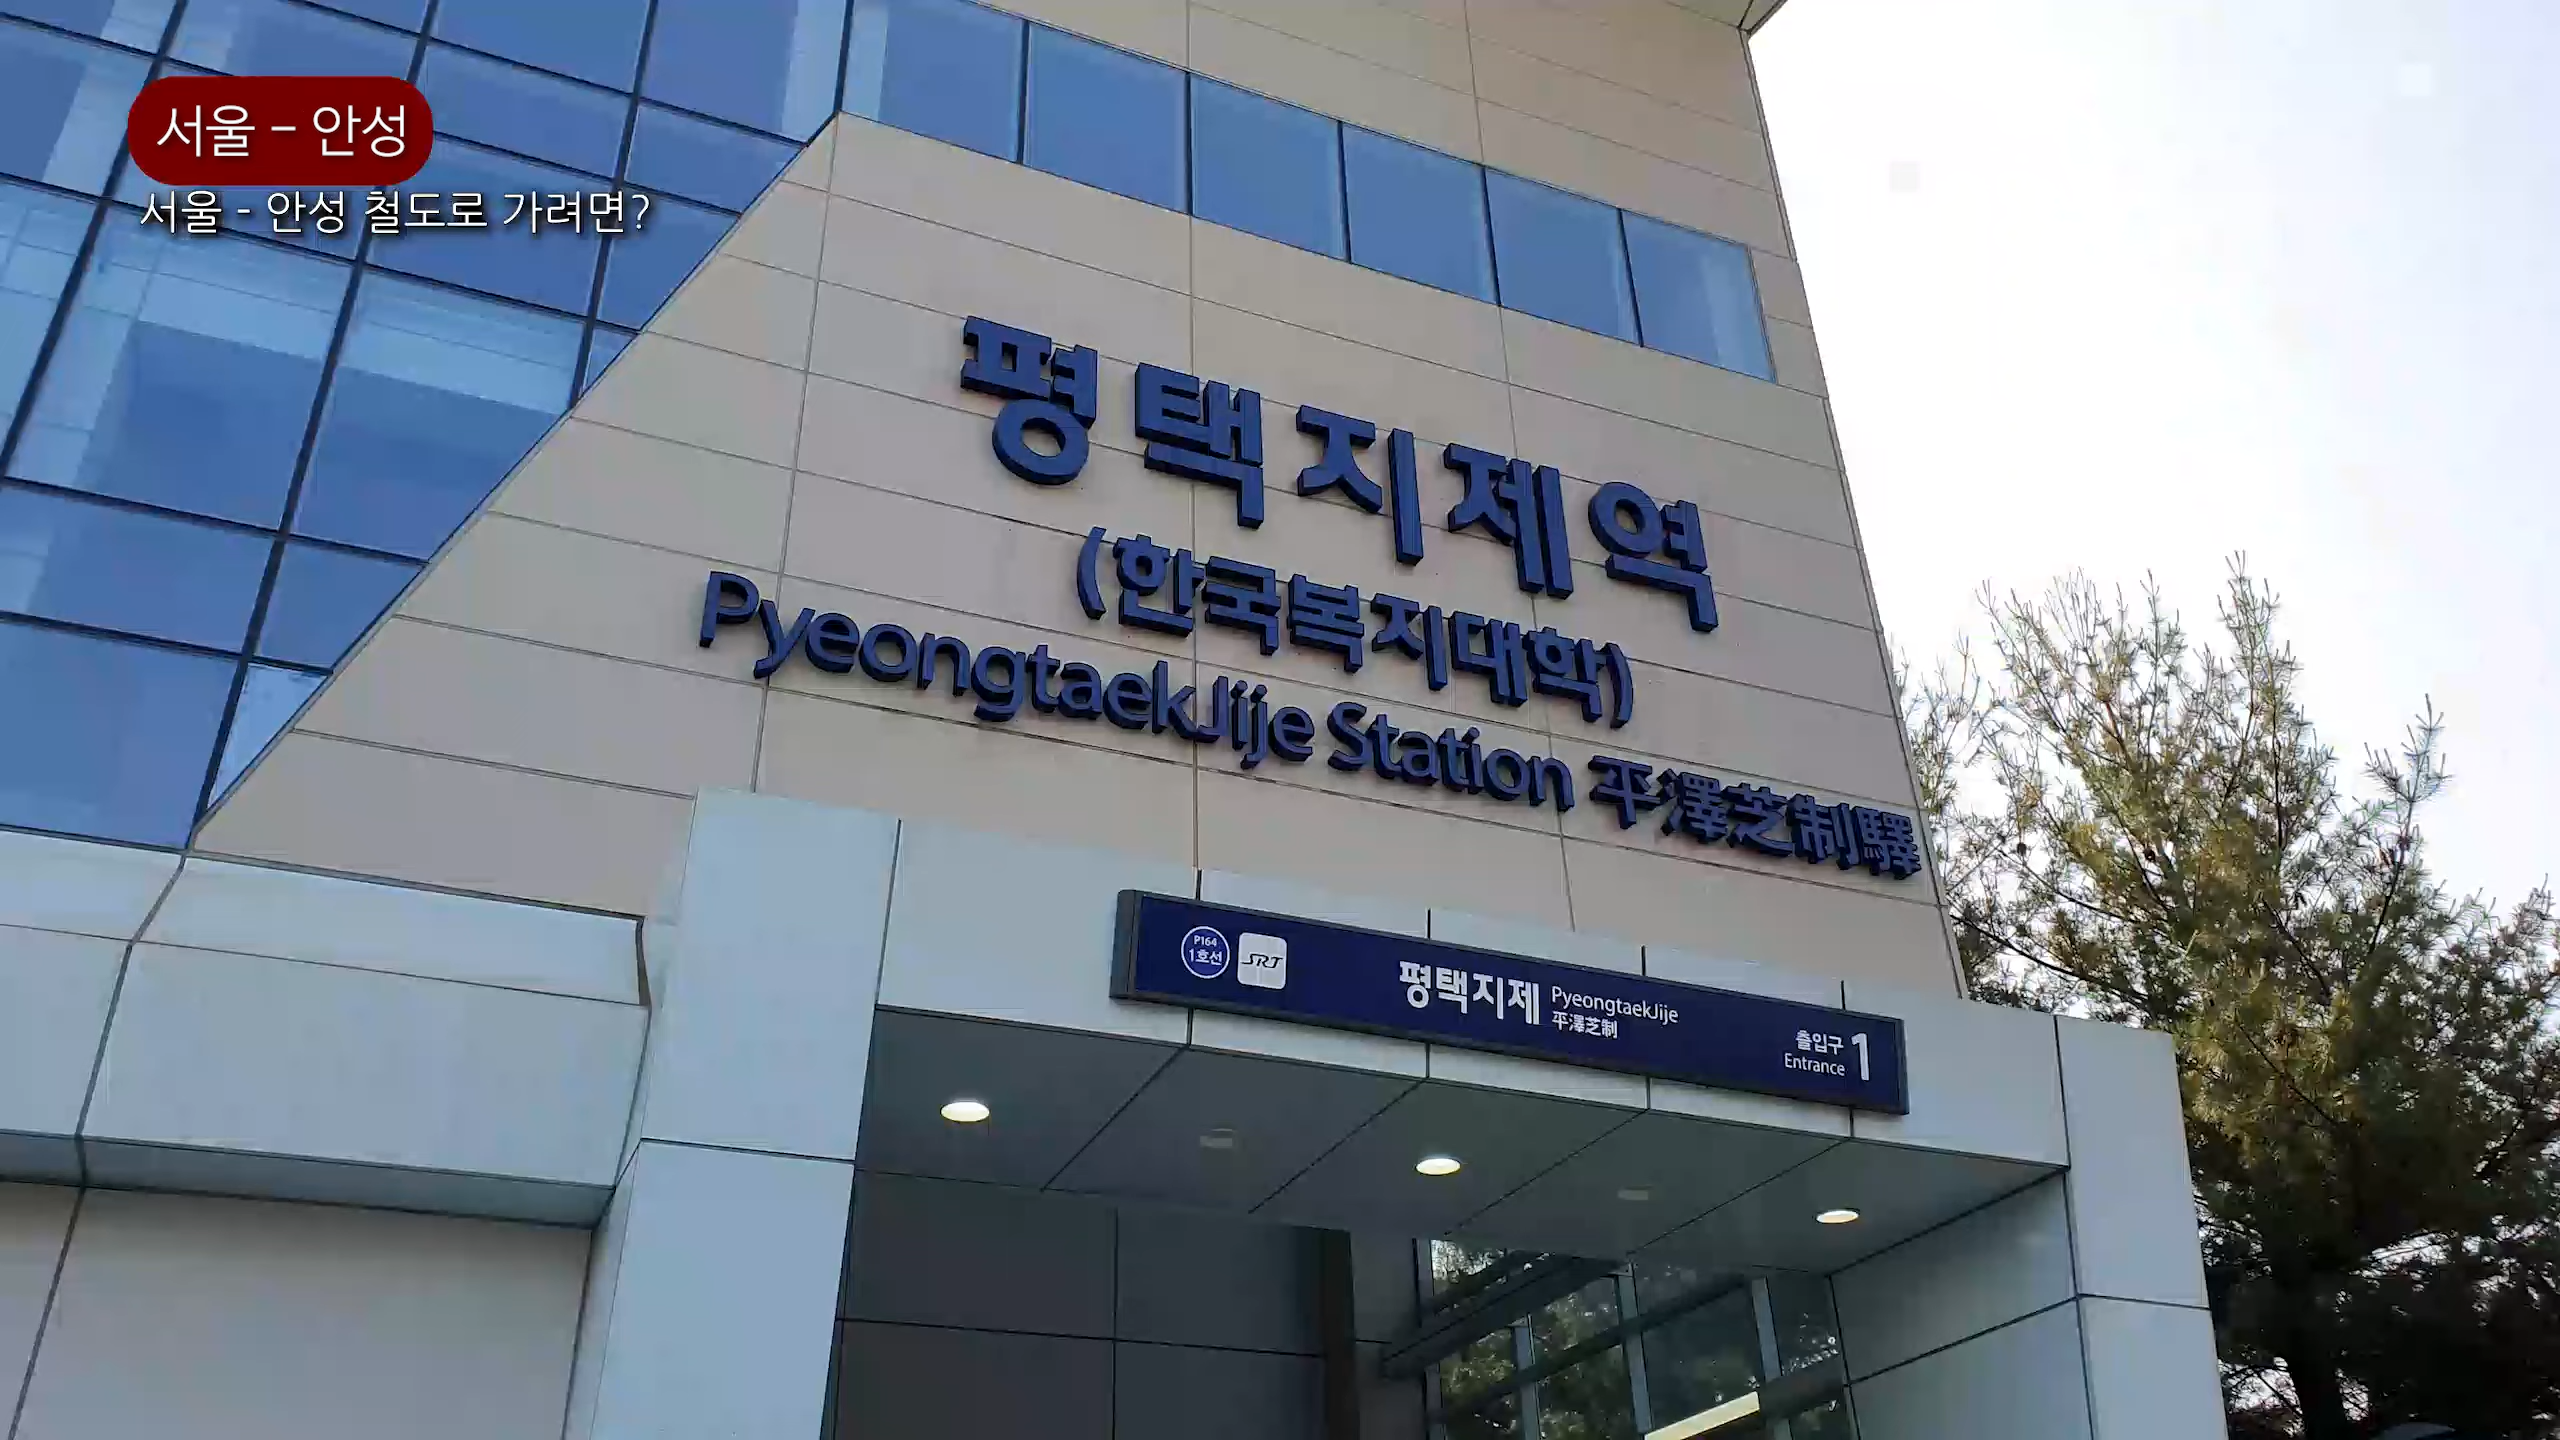 서울 – 안성
서울 - 안성 철도로 가려면?
평택지제역
(한국복지대학)
PyeongtaekJije Station 平澤芝制驛
P164
1호선
SRT
평택지제
PyeongtaekJije
平澤芝制
출입구
Entrance
1